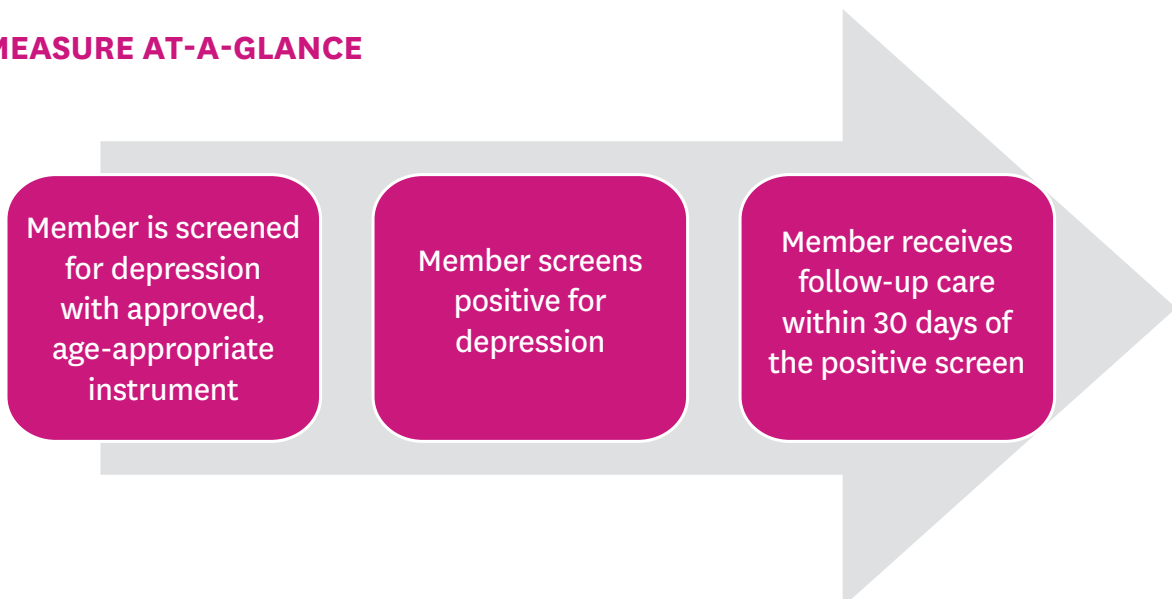 MEASURE AT-A-GLANCE
Member is screened
for depression
with approved,
age-appropriate
instrument
Member screens
positive for
depression
Member receives
follow-up care
within 30 days of
the positive screen